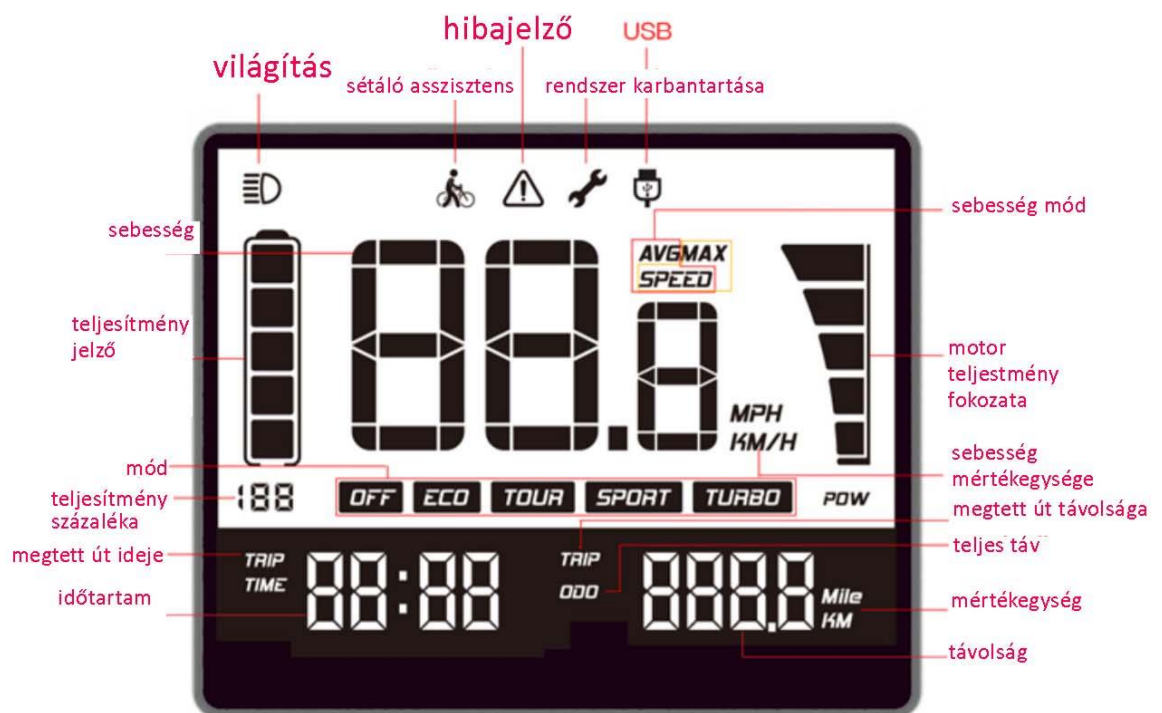 hibajelző
USB
világítás
sétáló asszisztens
rendszer karbantartása
sebesség mód
sebesség
AVGMAX
SPEED
88.8
teljesítmény
jelző
motor
teljestmény
fokozata
MPH
KM/H
sebesség
mértékegysége
mód
OFF ECO TOUR SPORT TURBO
POW
188
teljesítmény
százaléka
megtett út távolsága
megtett út ideje
TRIP
TIME
88:88
TRIP
ODO
888.8
Mile
KM
teljes táv
időtartam
mértékegység
távolság